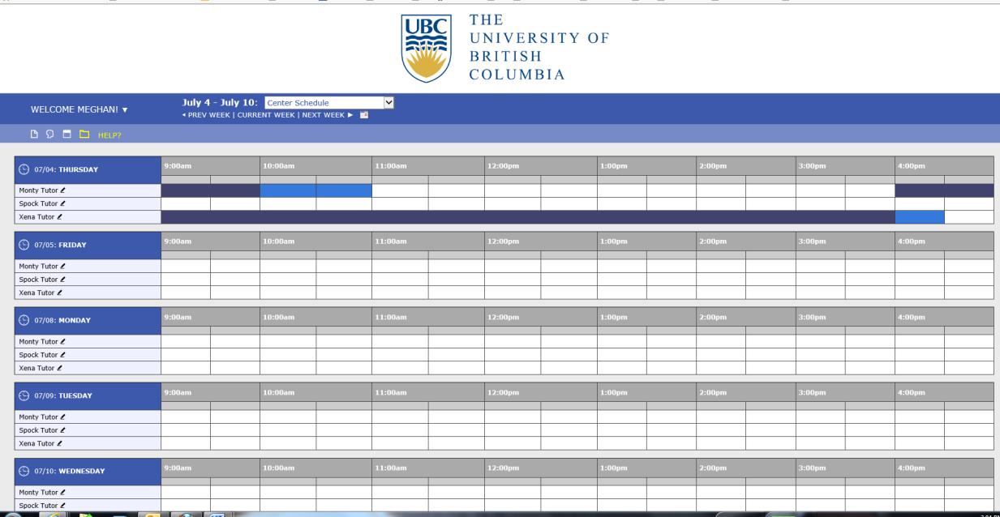 UBC
THE
UNIVERSITY OF
BRITISH
COLUMBIA
WELCOME MEGHAN! ▼
July 4 - July 10: Center Schedule
◄ PREV WEEK | CURRENT WEEK | NEXT WEEK ►
HELP?
07/04: THURSDAY 9:00am 10:00am 11:00am 12:00pm 1:00pm 2:00pm 3:00pm 4:00pm
Monty Tutor
Spock Tutor
Xena Tutor
07/05: FRIDAY 9:00am 10:00am 11:00am 12:00pm 1:00pm 2:00pm 3:00pm 4:00pm
Monty Tutor
Spock Tutor
Xena Tutor
07/08: MONDAY 9:00am 10:00am 11:00am 12:00pm 1:00pm 2:00pm 3:00pm 4:00pm
Monty Tutor
Spock Tutor
Xena Tutor
07/09: TUESDAY 9:00am 10:00am 11:00am 12:00pm 1:00pm 2:00pm 3:00pm 4:00pm
Monty Tutor
Spock Tutor
Xena Tutor
07/10: WEDNESDAY 9:00am 10:00am 11:00am 12:00pm 1:00pm 2:00pm 3:00pm 4:00pm
Monty Tutor
Spock Tutor